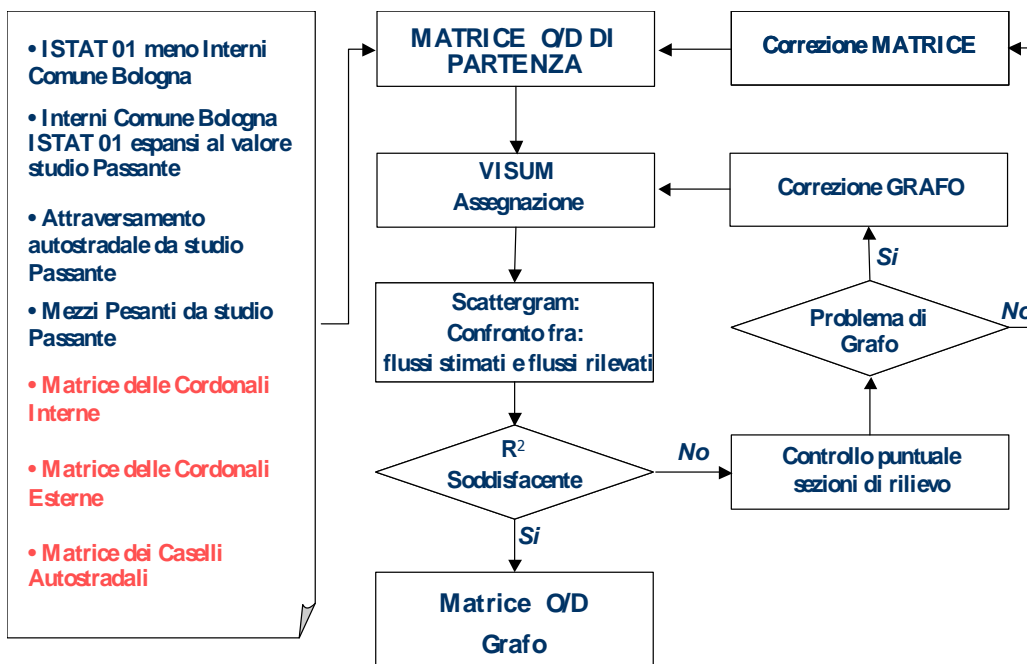 • ISTAT 01 meno Interni
Comune Bologna
• Interni Comune Bologna
ISTAT 01 espansi al valore
studio Passante
• Attraversamento
autostradale da studio
Passante
• Mezzi Pesanti da studio
Passante
• Matrice delle Cordonali
Interne
• Matrice delle Cordonali
Esterne
• Matrice dei Caselli
Autostradali
MATRICE O/D DI
PARTENZA
Correzione MATRICE
VISUM
Assegnazione
Correzione GRAFO
Si
Scattergram:
Confronto fra:
flussi stimati e flussi rilevati
Problema di
Grafo
No
R²
Soddisfacente
No
Controllo puntuale
sezioni di rilievo
Si
Matrice O/D
Grafo